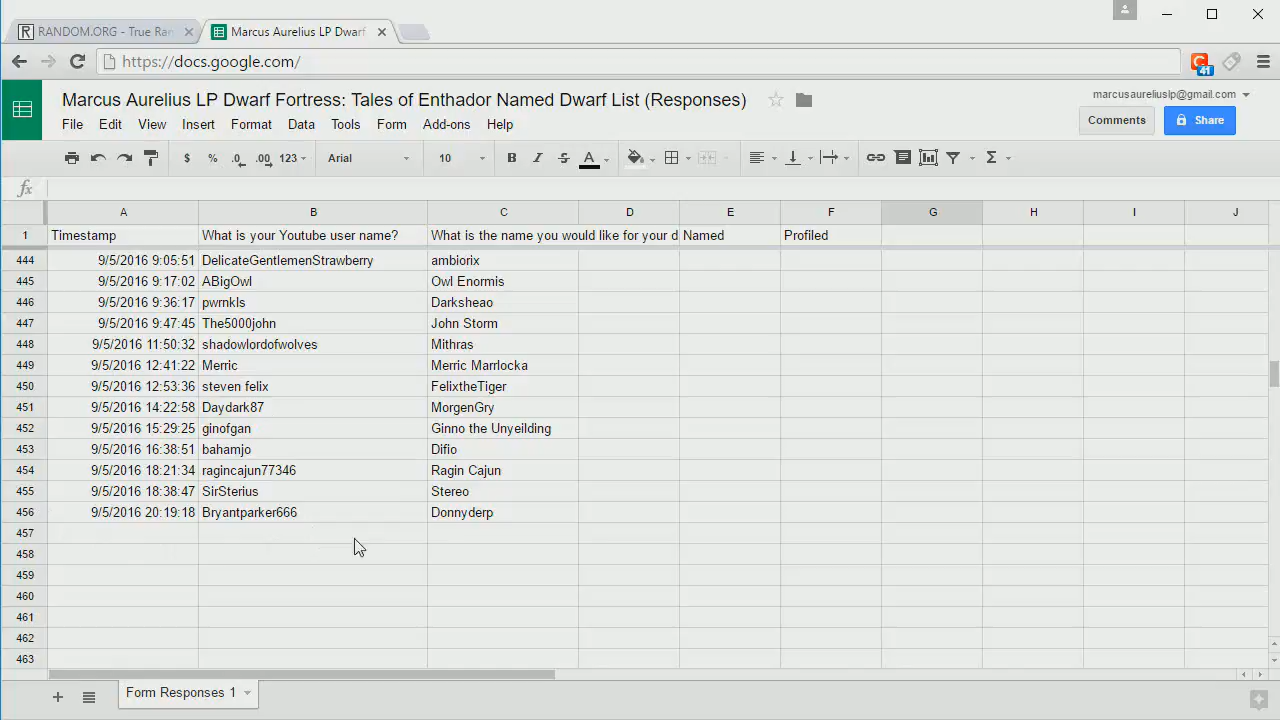 RANDOM.ORG - True Ran
Marcus Aurelius LP Dwarf
https://docs.google.com/
41
Marcus Aurelius LP Dwarf Fortress: Tales of Enthador Named Dwarf List (Responses)
marcusaureliuslp@gmail.com
File Edit View Insert Format Data Tools Form Add-ons Help
Comments
Share
$ % .0 .00 123 Arial 10 B I S A Σ
fx
A B C D E F G H I J
1 Timestamp What is your Youtube user name? What is the name you would like for your d Named Profiled
444 9/5/2016 9:05:51 DelicateGentlemenStrawberry ambiorix
445 9/5/2016 9:17:02 ABigOwl Owl Enormis
446 9/5/2016 9:36:17 pwrnkls Darksheao
447 9/5/2016 9:47:45 The5000john John Storm
448 9/5/2016 11:50:32 shadowlordofwolves Mithras
449 9/5/2016 12:41:22 Merric Merric Marrlocka
450 9/5/2016 12:53:36 steven felix FelixtheTiger
451 9/5/2016 14:22:58 Daydark87 MorgenGry
452 9/5/2016 15:29:25 ginofgan Ginno the Unyeilding
453 9/5/2016 16:38:51 bahamjo Difio
454 9/5/2016 18:21:34 ragincajun77346 Ragin Cajun
455 9/5/2016 18:38:47 SirSterius Stereo
456 9/5/2016 20:19:18 Bryantparker666 Donnyderp
457
458
459
460
461
462
463
Form Responses 1